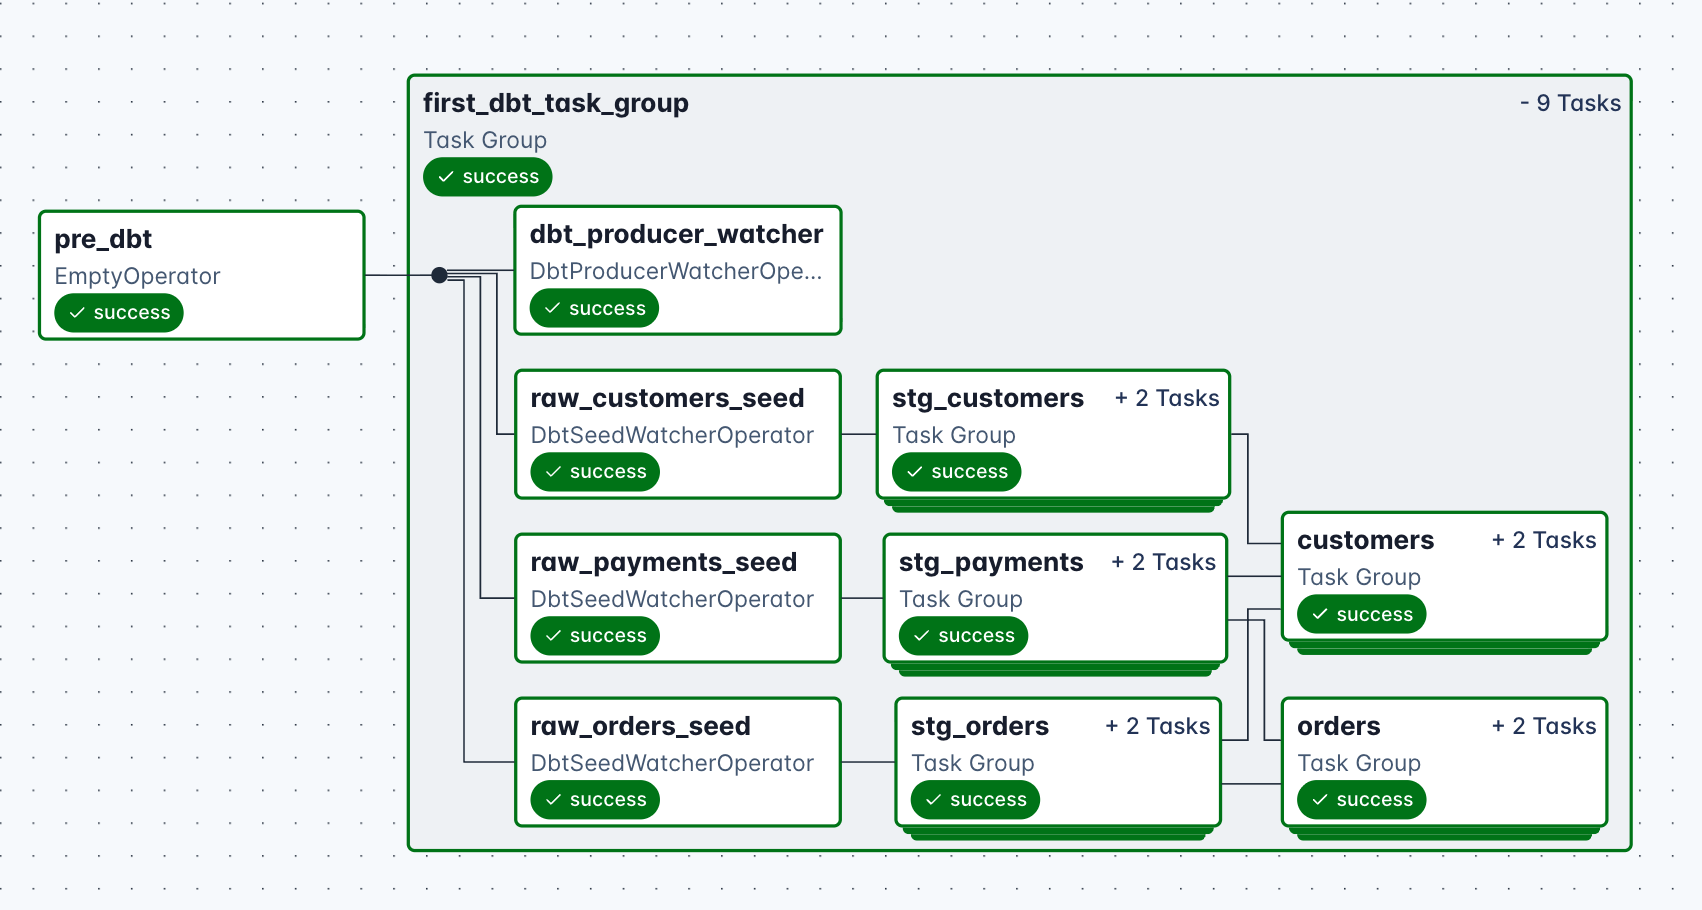 first_dbt_task_group
- 9 Tasks
Task Group
success
pre_dbt
EmptyOperator
success
dbt_producer_watcher
DbtProducerWatcherOpe...
success
raw_customers_seed
DbtSeedWatcherOperator
success
stg_customers
+ 2 Tasks
Task Group
success
raw_payments_seed
DbtSeedWatcherOperator
success
stg_payments
+ 2 Tasks
Task Group
success
customers
+ 2 Tasks
Task Group
success
raw_orders_seed
DbtSeedWatcherOperator
success
stg_orders
+ 2 Tasks
Task Group
success
orders
+ 2 Tasks
Task Group
success